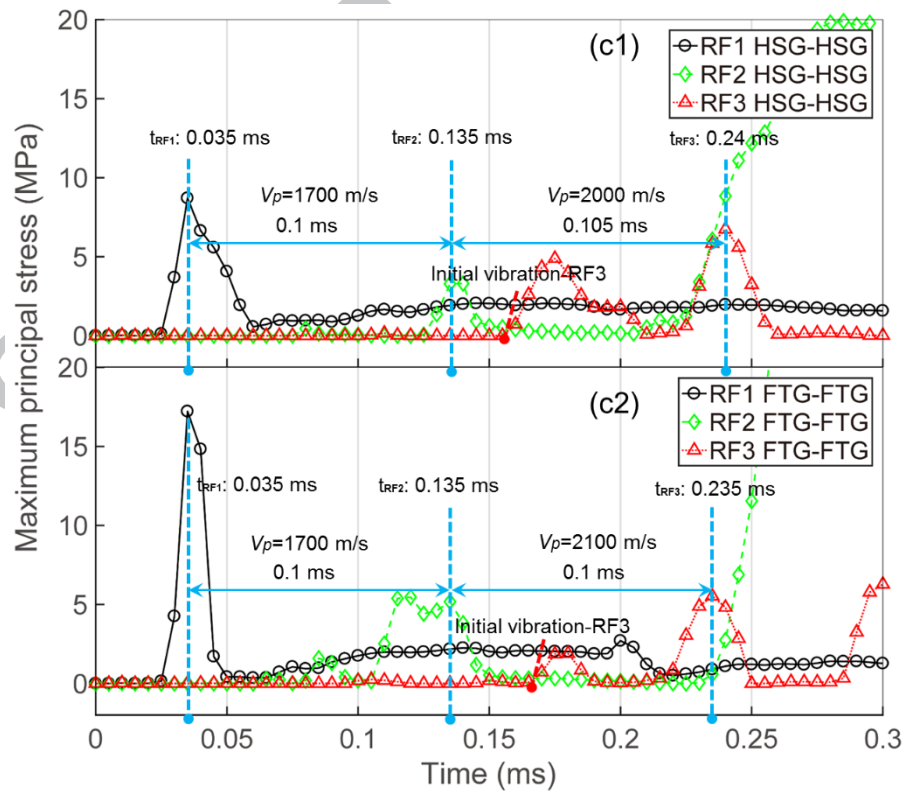 20
15
10
5
0
(c1)
RF1 HSG-HSG
RF2 HSG-HSG
RF3 HSG-HSG
tRF1: 0.035 ms
tRF2: 0.135 ms
tRF3: 0.24 ms
Vp=1700 m/s
0.1 ms
Vp=2000 m/s
0.105 ms
Initial vibration-RF3
Maximum principal stress (MPa)
20
15
10
5
0
(c2)
RF1 FTG-FTG
RF2 FTG-FTG
RF3 FTG-FTG
tRF1: 0.035 ms
tRF2: 0.135 ms
tRF3: 0.235 ms
Vp=1700 m/s
0.1 ms
Vp=2100 m/s
0.1 ms
Initial vibration-RF3
0 0.05 0.1 0.15 0.2 0.25 0.3
Time (ms)